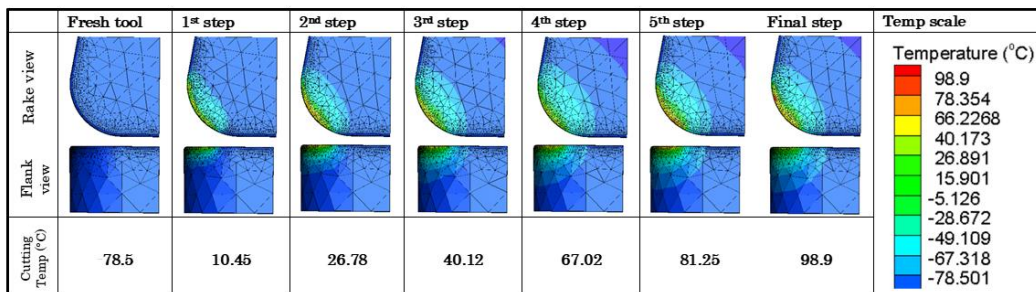 Fresh tool 1st step 2nd step 3rd step 4th step 5th step Final step Temp scale
Rake view
Flank view
Cutting Temp (°C) -78.5 10.45 26.78 40.12 67.02 81.25 98.9
Temperature (°C)
98.9
78.354
66.2268
40.173
26.891
15.901
-5.126
-28.672
-49.109
-67.318
-78.501